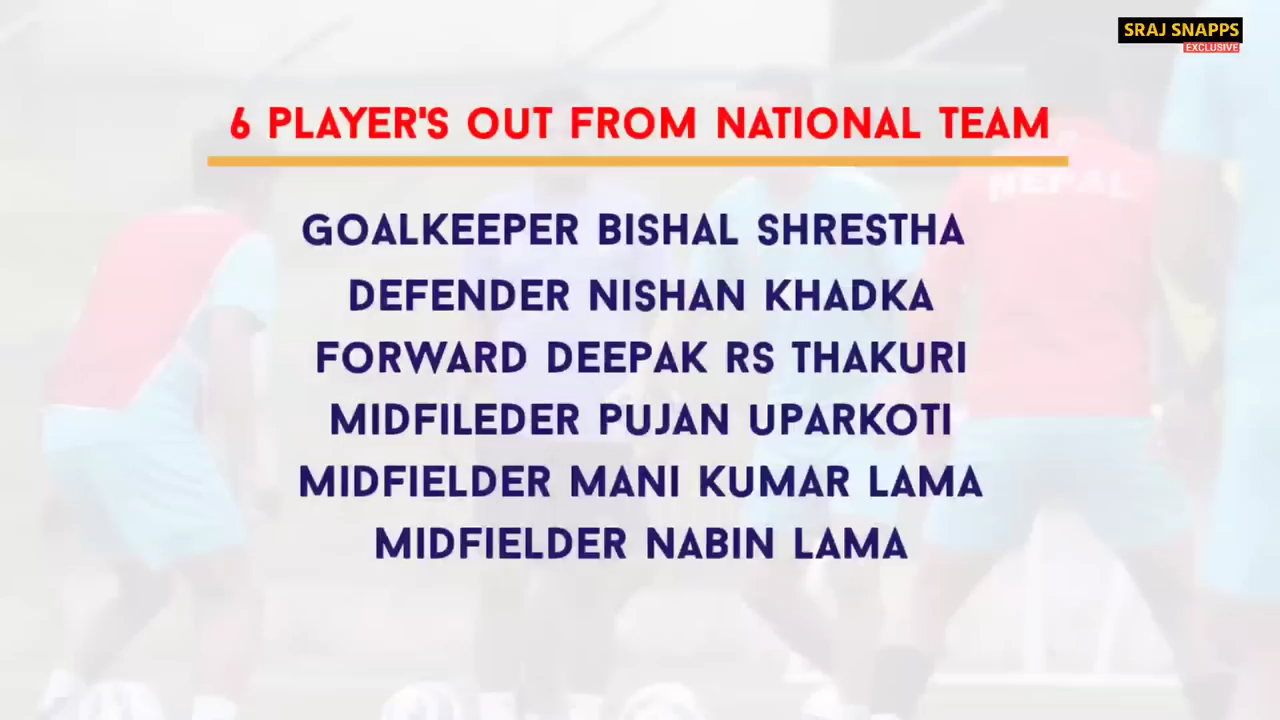 SRAJ SNAPPS
EXCLUSIVE
6 PLAYER'S OUT FROM NATIONAL TEAM
NEPAL
GOALKEEPER BISHAL SHRESTHA
DEFENDER NISHAN KHADKA
FORWARD DEEPAK RS THAKURI
MIDFILEDER PUJAN UPARKOTI
MIDFIELDER MANI KUMAR LAMA
MIDFIELDER NABIN LAMA